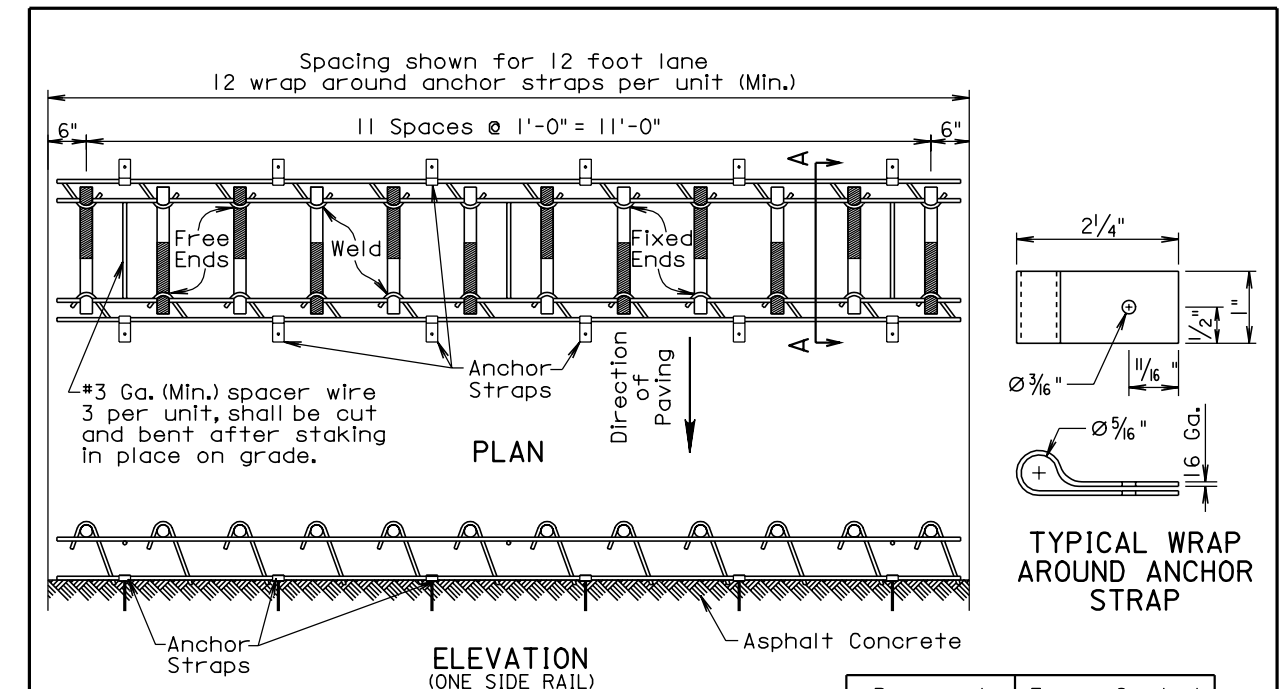 Spacing shown for 12 foot lane
12 wrap around anchor straps per unit (Min.)
6"
11 Spaces @ 1'-0" = 11'-0"
6"
A
Free
Ends
Weld
Fixed
Ends
A
#3 Ga. (Min.) spacer wire
3 per unit, shall be cut
and bent after staking
in place on grade.
Anchor
Straps
Direction
of
Paving
PLAN
2 1/4"
1"
1/2"
11/16 "
Ø 3/16"
Ø 5/16"
16 Ga.
TYPICAL WRAP
AROUND ANCHOR
STRAP
Anchor
Straps
Asphalt Concrete
ELEVATION
(ONE SIDE RAIL)